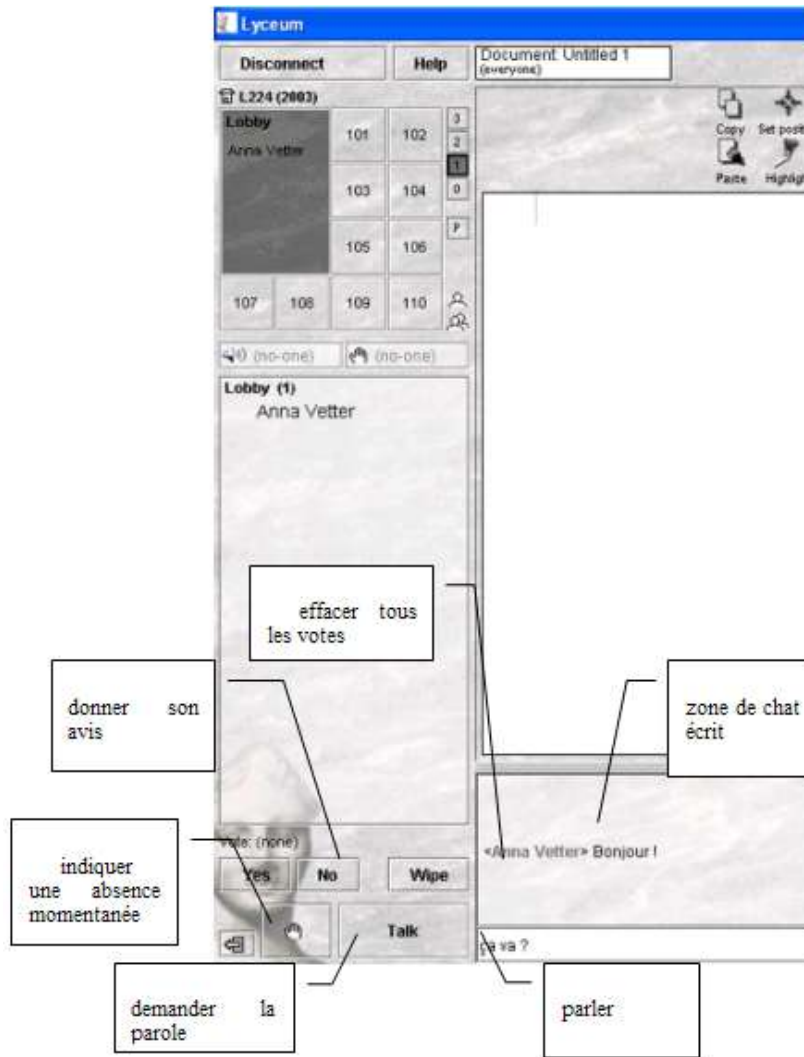 Lyceum
Disconnect Help Document: Untitled 1
(everyone)
L224 (2003)
Lobby
Anna Vetter
101 102
103 104
105 106
107 108 109 110
3
2
1
0
P
Copy Set posit
Paste Highlig
(no-one) (no-one)
Lobby (1)
Anna Vetter
effacer tous
les votes
donner son
avis
zone de chat
écrit
indiquer
une absence
momentanée
Vote: (none)
Yes No Wipe
Talk
<Anna Vetter> Bonjour !
ça va ?
demander la
parole
parler